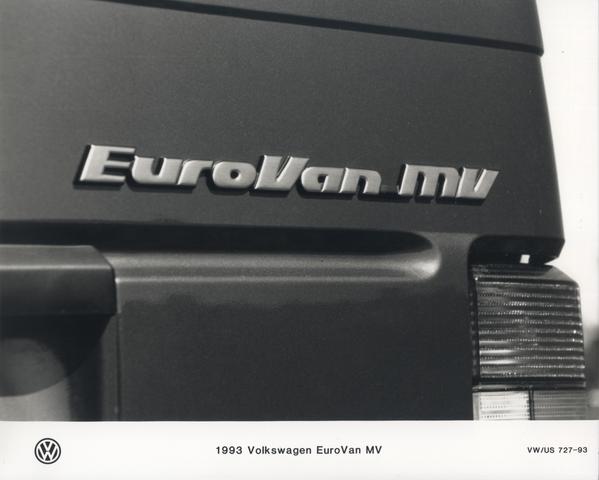 EuroVan MV
1993 Volkswagen EuroVan MV
VW/US 727-93